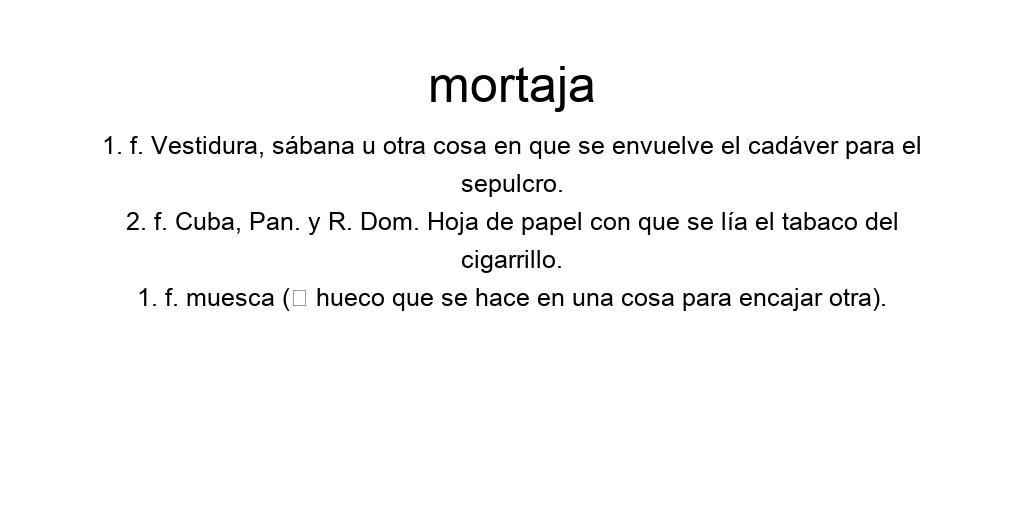 mortaja
1. f. Vestidura, sábana u otra cosa en que se envuelve el cadáver para el
sepulcro.
2. f. Cuba, Pan. y R. Dom. Hoja de papel con que se lía el tabaco del
cigarrillo.
1. f. muesca (□ hueco que se hace en una cosa para encajar otra).